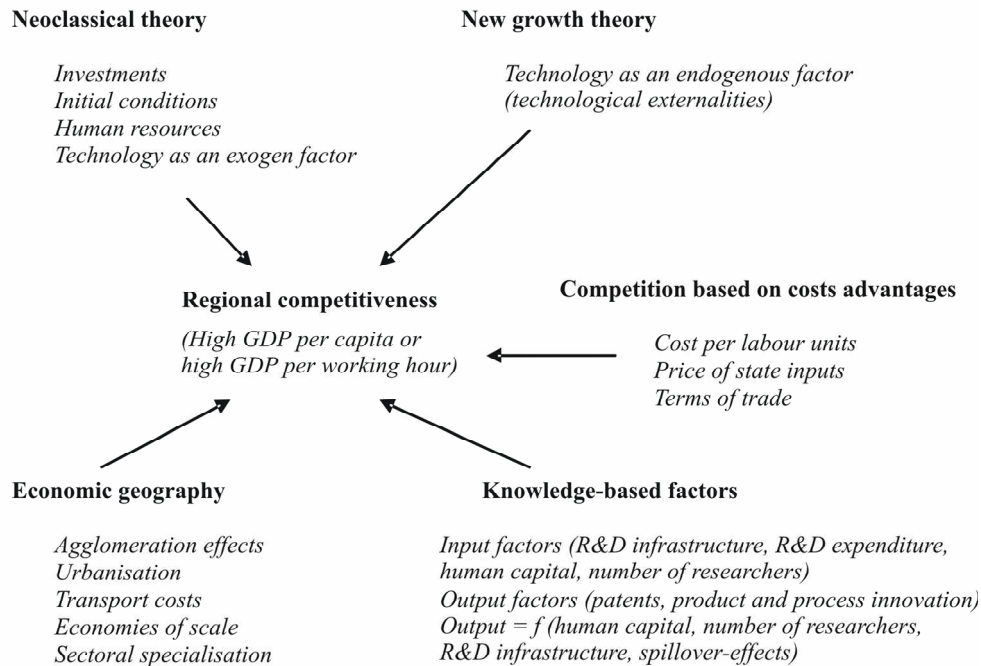 Neoclassical theory
Investments
Initial conditions
Human resources
Technology as an exogen factor
New growth theory
Technology as an endogenous factor
(technological externalities)
Regional competitiveness
(High GDP per capita or
high GDP per working hour)
Competition based on costs advantages
Cost per labour units
Price of state inputs
Terms of trade
Economic geography
Agglomeration effects
Urbanisation
Transport costs
Economies of scale
Sectoral specialisation
Knowledge-based factors
Input factors (R&D infrastructure, R&D expenditure,
human capital, number of researchers)
Output factors (patents, product and process innovation)
Output = f (human capital, number of researchers,
R&D infrastructure, spillover-effects)